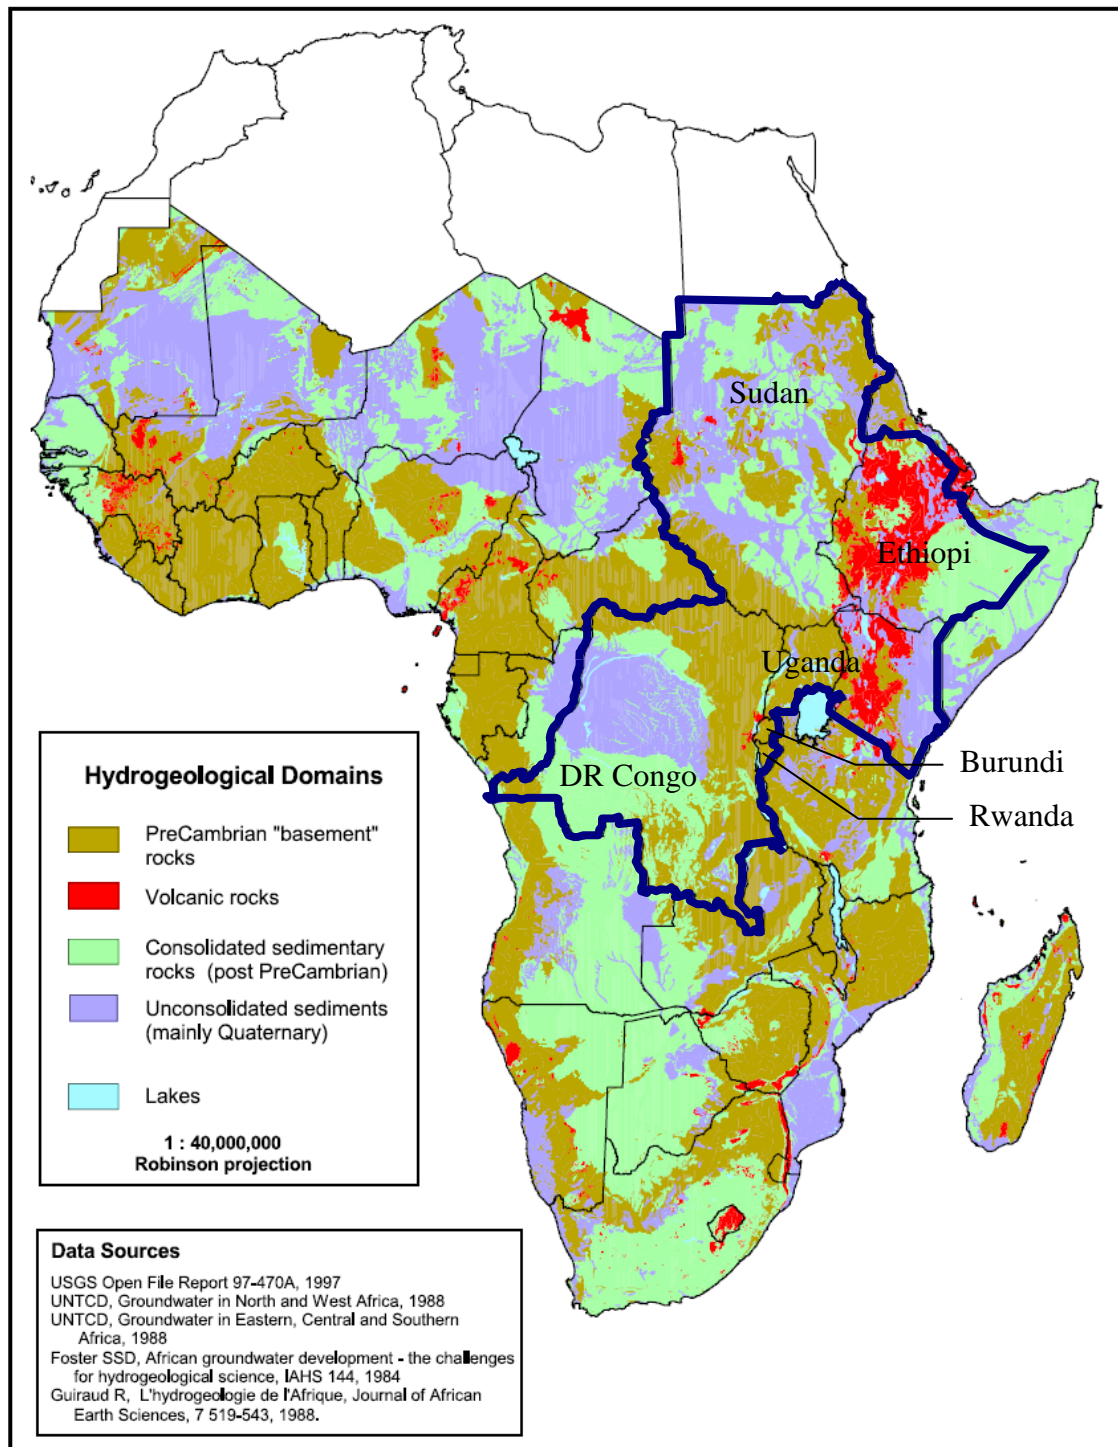 Sudan
Ethiopi
Uganda
Burundi
DR Congo
Rwanda
Hydrogeological Domains
PreCambrian "basement"
rocks
Volcanic rocks
Consolidated sedimentary
rocks (post PreCambrian)
Unconsolidated sediments
(mainly Quaternary)
Lakes
1 : 40,000,000
Robinson projection
Data Sources
USGS Open File Report 97-470A, 1997
UNTCD, Groundwater in North and West Africa, 1988
UNTCD, Groundwater in Eastern, Central and Southern
Africa, 1988
Foster SSD, African groundwater development - the challenges
for hydrogeological science, IAHS 144, 1984
Guiraud R, L'hydrogeologie de l'Afrique, Journal of African
Earth Sciences, 7 519-543, 1988.